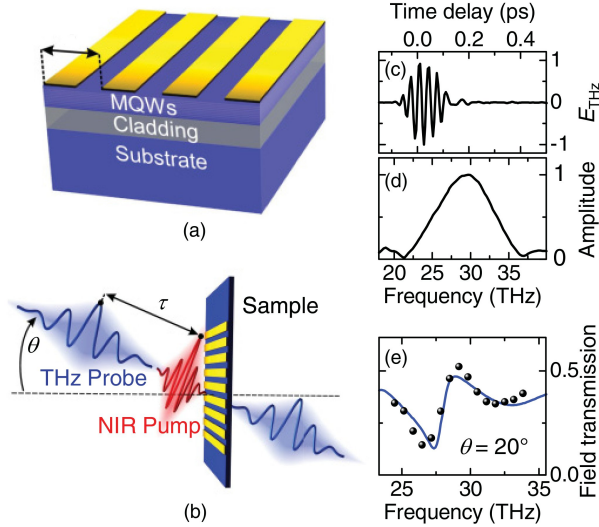 MQWs
Cladding
Substrate
(a)
τ
Sample
θ
THz Probe
NIR Pump
(b)
Time delay (ps)
0.0 0.2 0.4
(c)
1
0
-1
E_THz
(d)
1
0
Amplitude
20 25 30 35
Frequency (THz)
(e)
0.5
0.0
Field transmission
θ = 20°
25 30 35
Frequency (THz)